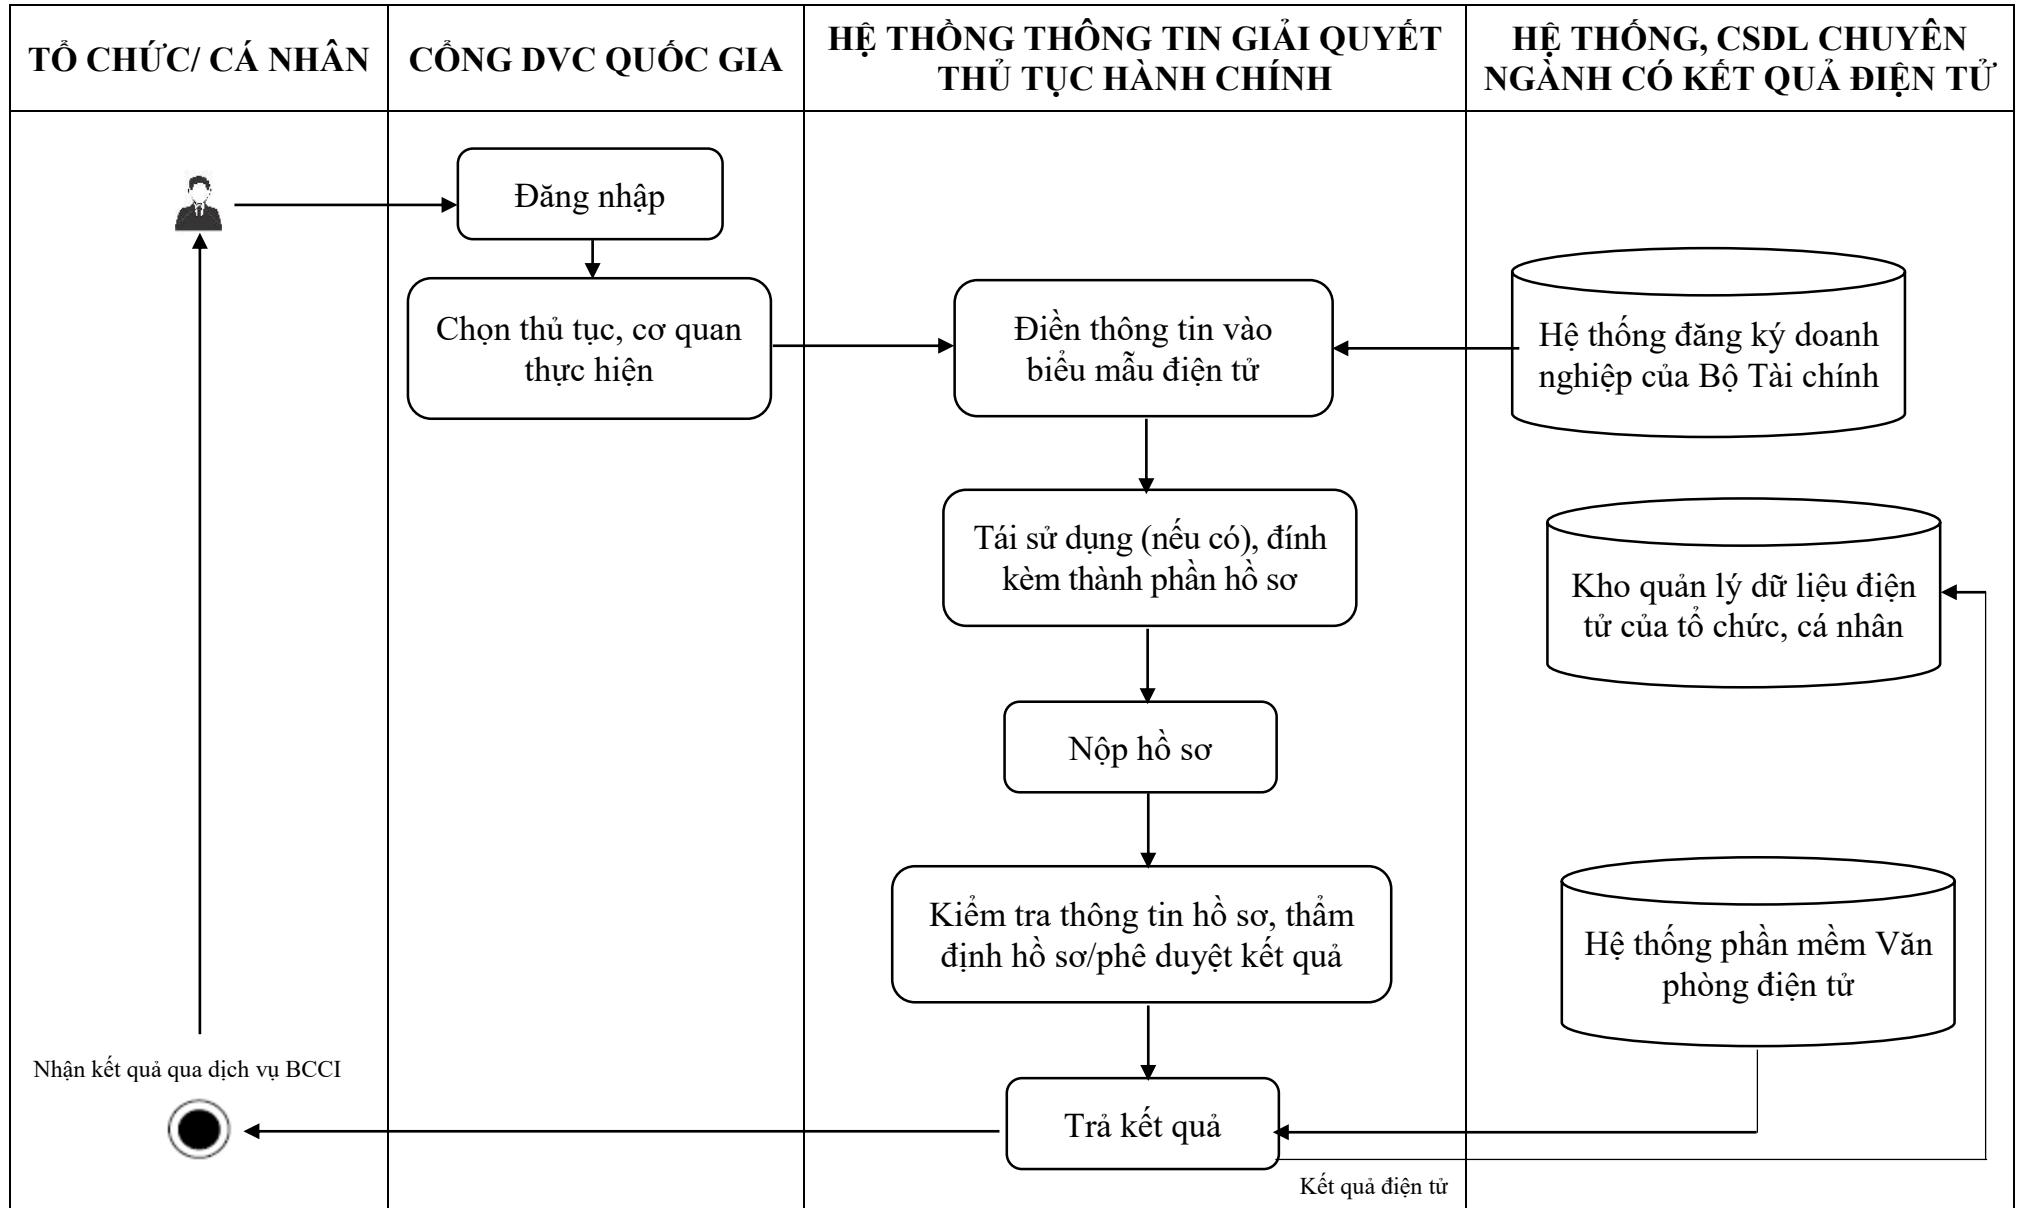 TỔ CHỨC/ CÁ NHÂN
CỔNG DVC QUỐC GIA
HỆ THỒNG THÔNG TIN GIẢI QUYẾT
THỦ TỤC HÀNH CHÍNH
HỆ THỐNG, CSDL CHUYÊN
NGÀNH CÓ KẾT QUẢ ĐIỆN TỬ
Đăng nhập
Chọn thủ tục, cơ quan
thực hiện
Điền thông tin vào
biểu mẫu điện tử
Hệ thống đăng ký doanh
nghiệp của Bộ Tài chính
Tái sử dụng (nếu có), đính
kèm thành phần hồ sơ
Kho quản lý dữ liệu điện
tử của tổ chức, cá nhân
Nộp hồ sơ
Kiểm tra thông tin hồ sơ, thẩm
định hồ sơ/phê duyệt kết quả
Hệ thống phần mềm Văn
phòng điện tử
Nhận kết quả qua dịch vụ BCCI
Trả kết quả
Kết quả điện tử